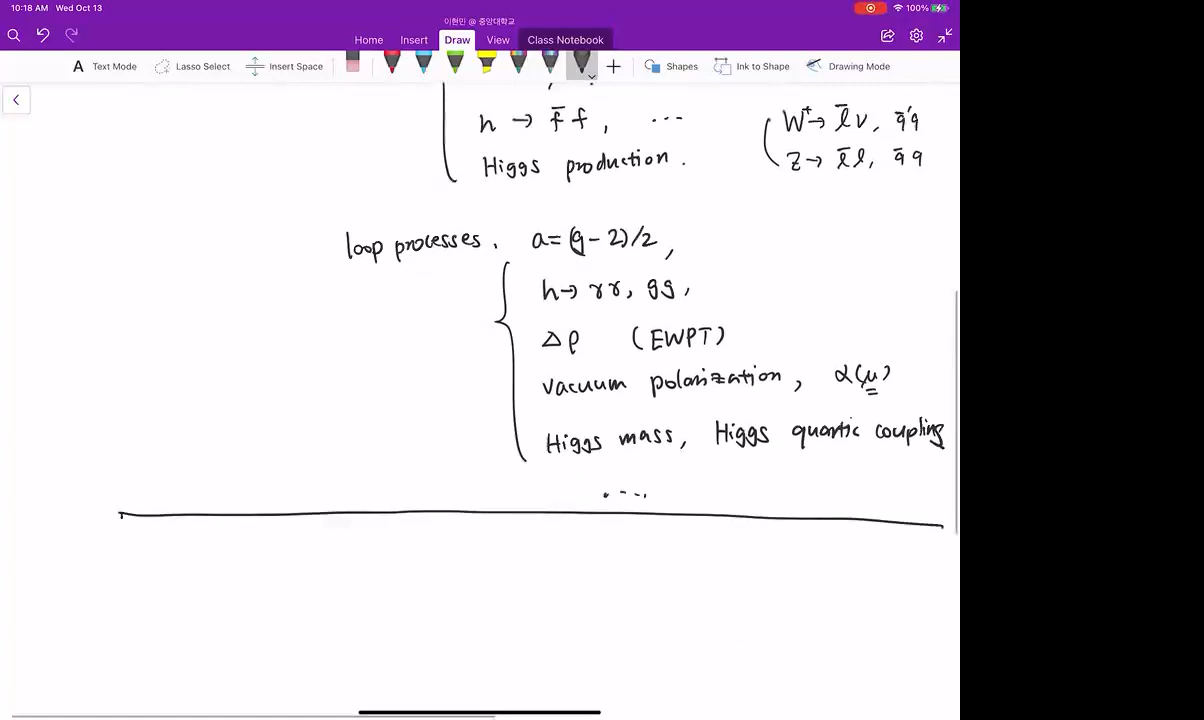 10:18 AM Wed Oct 13
100%
이현민 @ 중앙대학교
Home Insert Draw View Class Notebook
A Text Mode Lasso Select Insert Space Shapes Ink to Shape Drawing Mode
h → f̄ f, ...
W⁺→ l̄ ν, q̄'q
Higgs production.
Z → l̄ l, q̄ q
loop processes. a = (g-2)/2,
h → γγ, gg,
Δρ (EWPT)
vacuum polarization, α(μ)
Higgs mass, Higgs quartic coupling
....